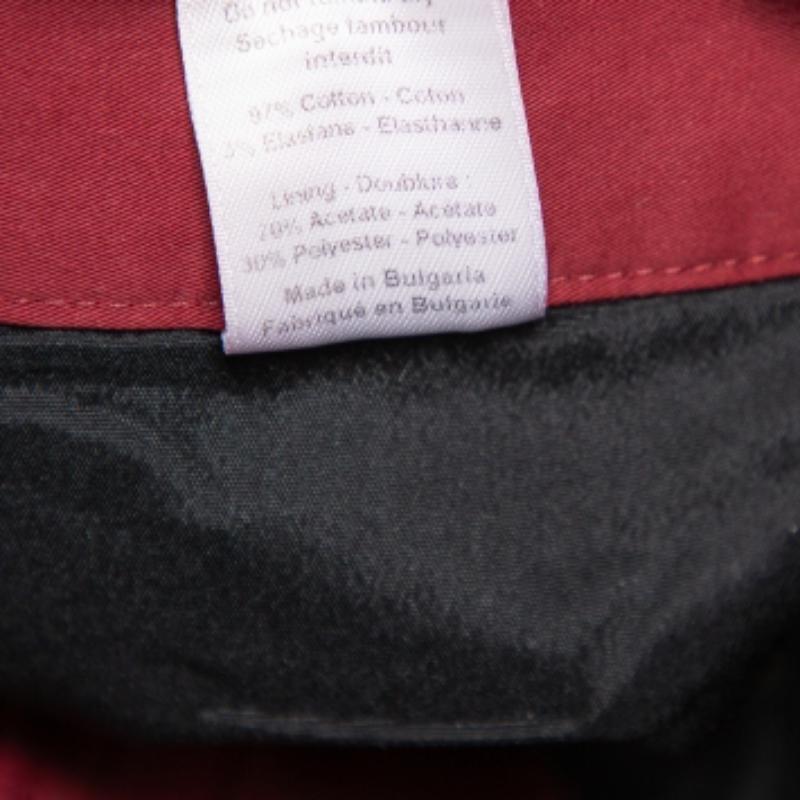 Do not tumble dry
Sechage tambour
interdit
97% Cotton - Coton
3% Elastane - Elasthanne
Lining - Doublure :
70% Acetate - Acétate
30% Polyester - Polyester
Made in Bulgaria
Fabriqué en Bulgarie